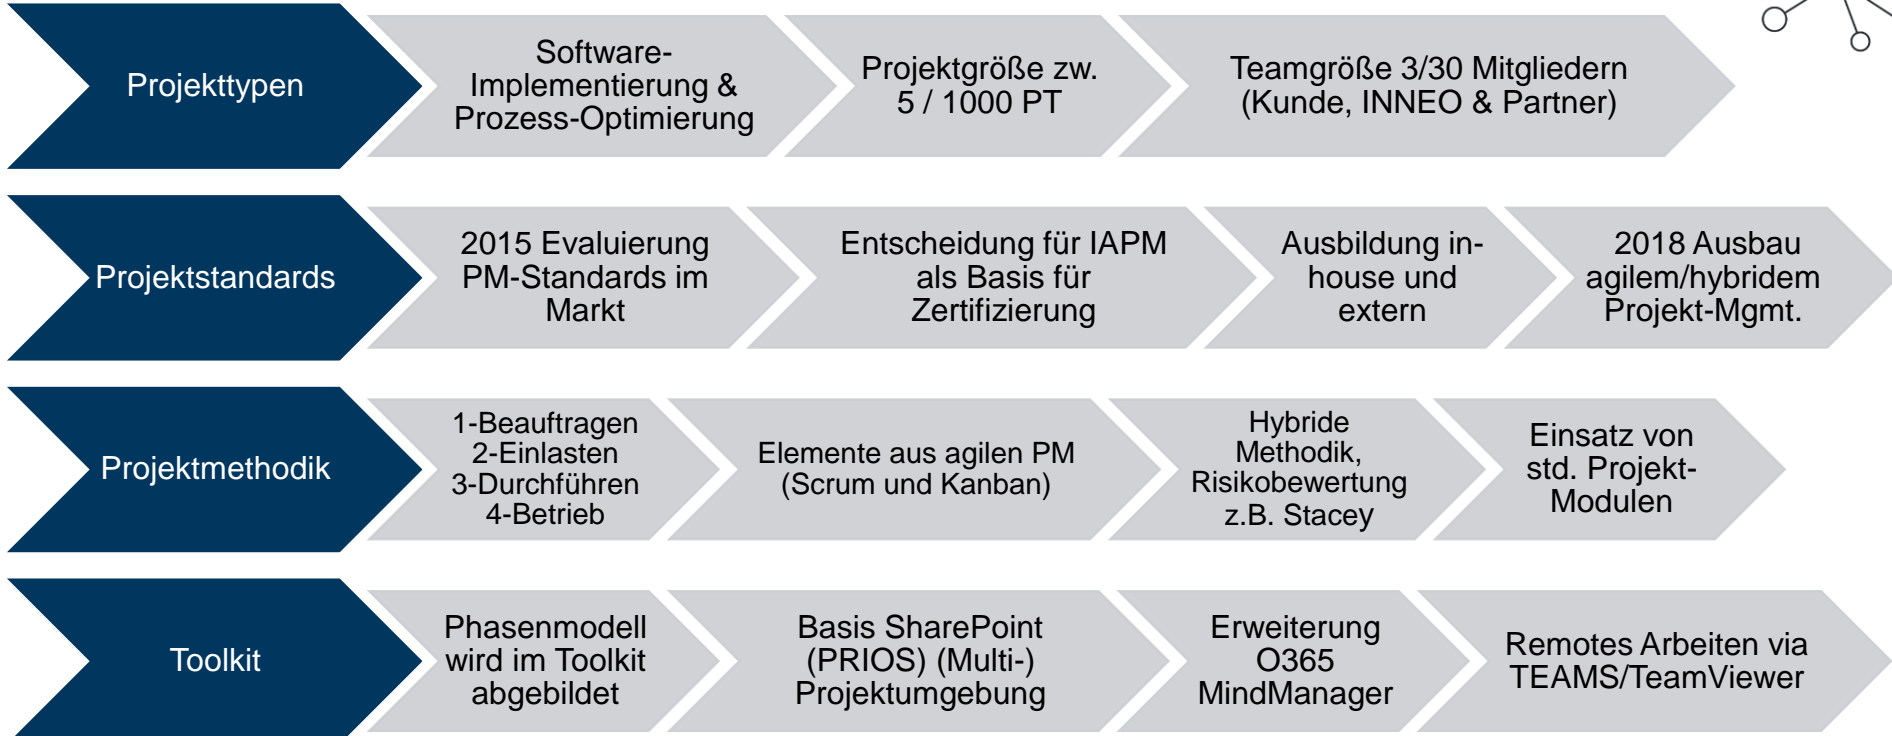 Projekttypen
Software-
Implementierung &
Prozess-Optimierung
Projektgröße zw.
5 / 1000 PT
Teamgröße 3/30 Mitgliedern
(Kunde, INNEO & Partner)
Projektstandards
2015 Evaluierung
PM-Standards im
Markt
Entscheidung für IAPM
als Basis für
Zertifizierung
Ausbildung in-
house und
extern
2018 Ausbau
agilem/hybridem
Projekt-Mgmt.
Projektmethodik
1-Beauftragen
2-Einlasten
3-Durchführen
4-Betrieb
Elemente aus agilen PM
(Scrum und Kanban)
Hybride
Methodik,
Risikobewertung
z.B. Stacey
Einsatz von
std. Projekt-
Modulen
Toolkit
Phasenmodell
wird im Toolkit
abgebildet
Basis SharePoint
(PRIOS) (Multi-)
Projektumgebung
Erweiterung
O365
MindManager
Remotes Arbeiten via
TEAMS/TeamViewer